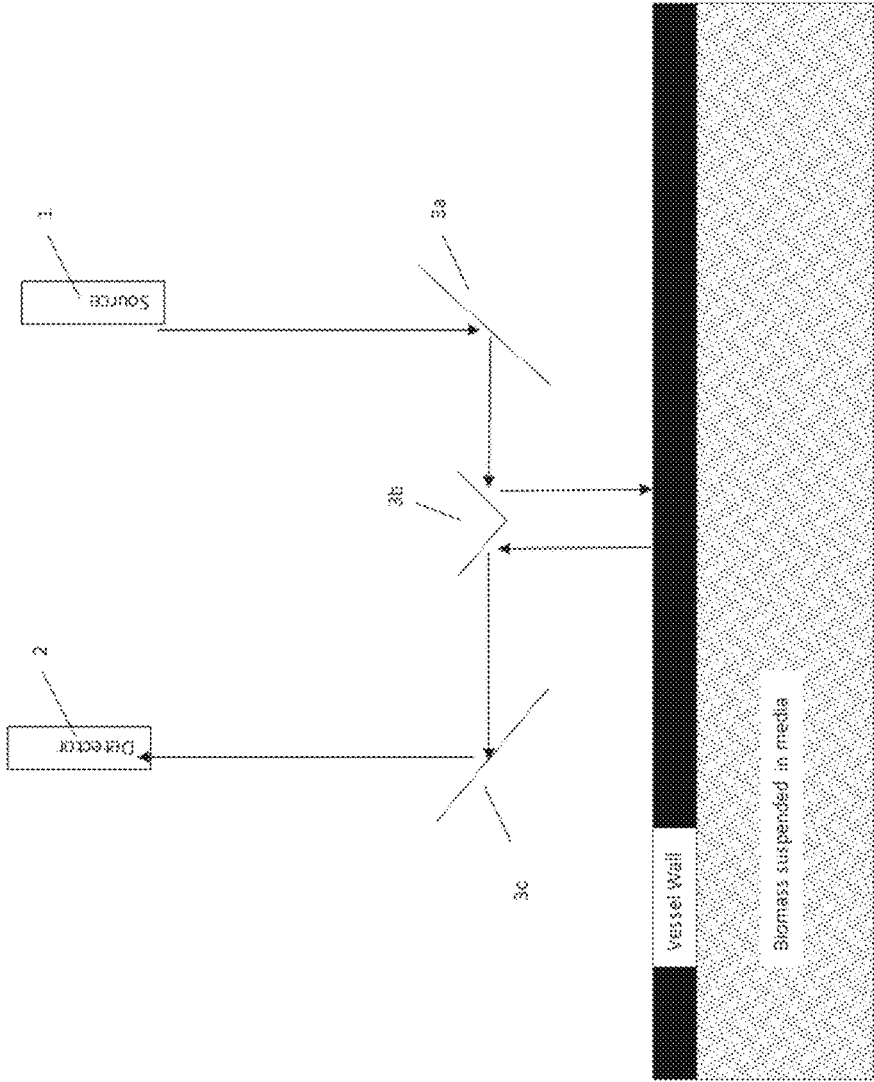 1
Source
3a
3b
2
Detector
3c
Vessel Wall
Biomass suspended in media